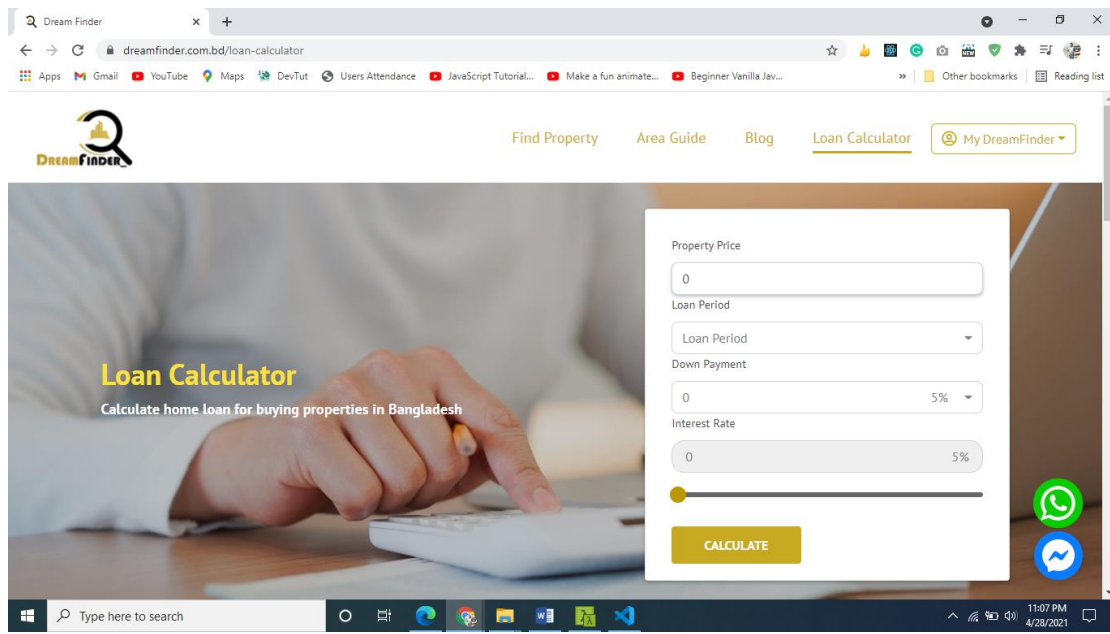 Dream Finder
dreamfinder.com.bd/loan-calculator
Apps Gmail YouTube Maps DevTut Users Attendance JavaScript Tutorial... Make a fun animate... Beginner Vanilla Jav... » Other bookmarks Reading list
DREAMFINDER
Find Property Area Guide Blog Loan Calculator My DreamFinder
Property Price
0
Loan Period
Loan Period
Down Payment
0 5%
Interest Rate
0 5%
CALCULATE
Loan Calculator
Calculate home loan for buying properties in Bangladesh
Type here to search
11:07 PM
4/28/2021